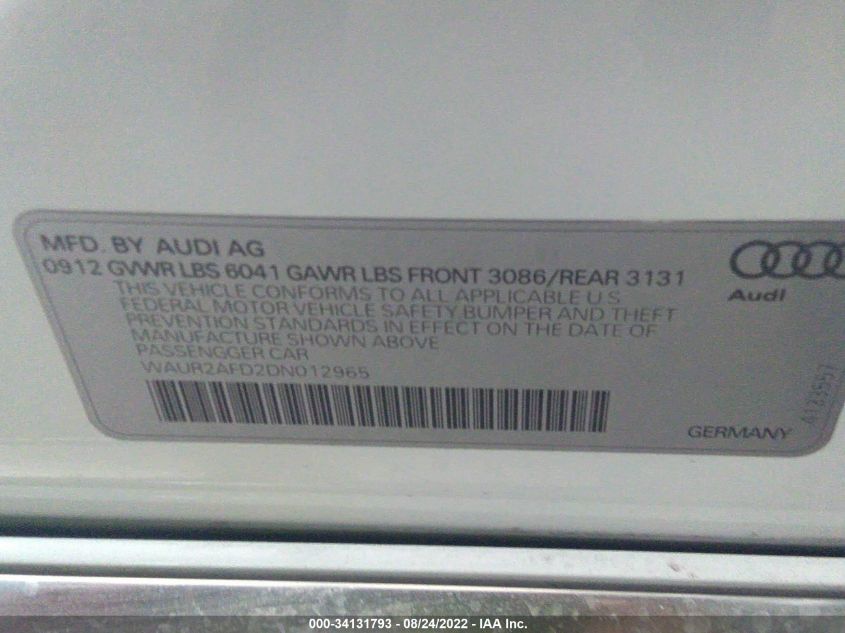 MFD. BY AUDI AG
0912 GVWR LBS 6041 GAWR LBS FRONT 3086/REAR 3131
THIS VEHICLE CONFORMS TO ALL APPLICABLE U S
FEDERAL MOTOR VEHICLE SAFETY, BUMPER AND THEFT
PREVENTION STANDARDS IN EFFECT ON THE DATE OF
MANUFACTURE SHOWN ABOVE
PASSENGGER CAR
WAUR2AFD2DN012965
Audi
GERMANY
000-34131793 - 08/24/2022 - IAA Inc.